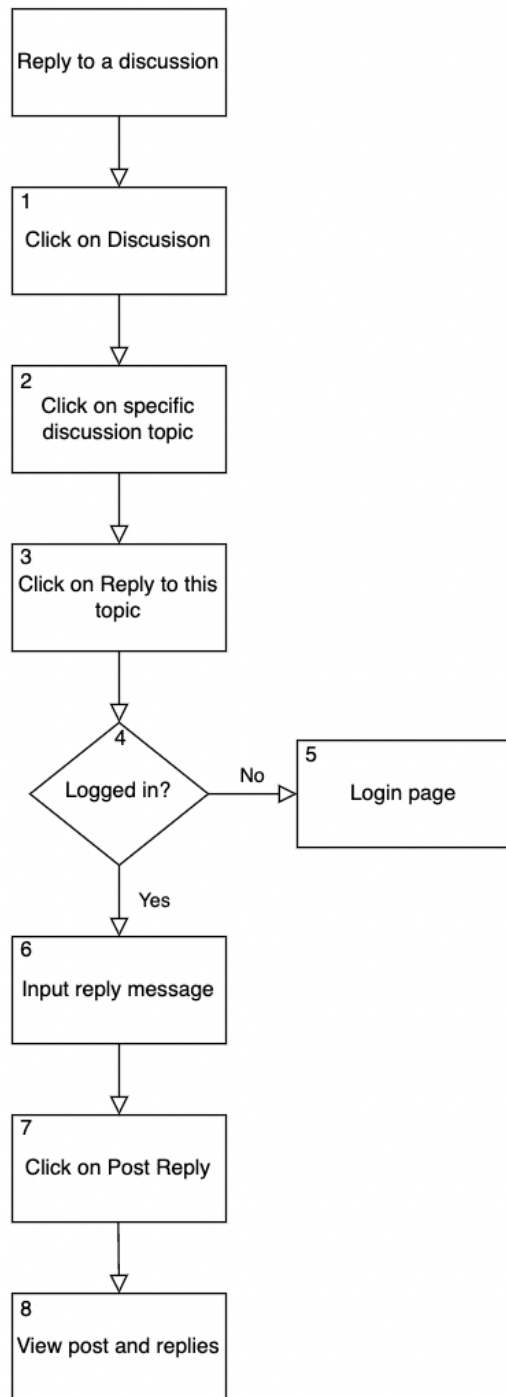 Reply to a discussion
1
Click on Discusison
2
Click on specific
discussion topic
3
Click on Reply to this
topic
4
Logged in?
No
5
Login page
Yes
6
Input reply message
7
Click on Post Reply
8
View post and replies